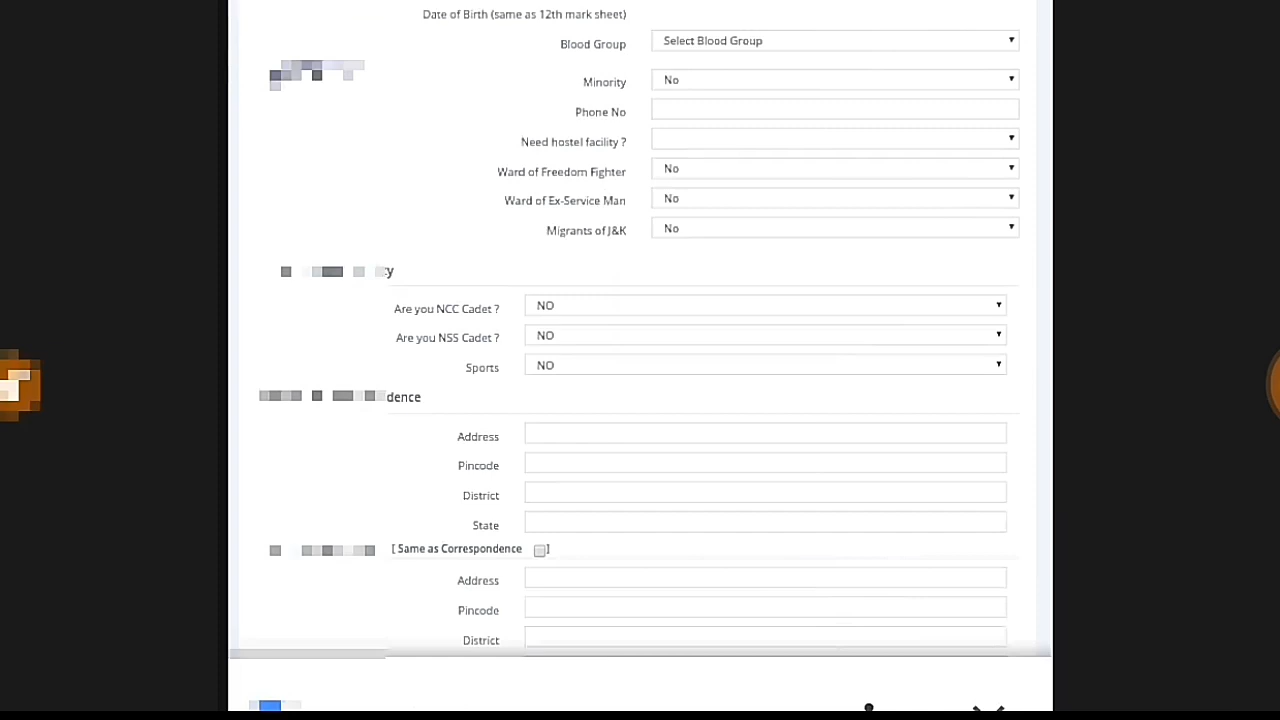 Date of Birth (same as 12th mark sheet)
Blood Group Select Blood Group
Minority No
Phone No
Need hostel facility ?
Ward of Freedom Fighter No
Ward of Ex-Service Man No
Migrants of J&K No
Are you NCC Cadet ? NO
Are you NSS Cadet ? NO
Sports NO
dence
Address
Pincode
District
State
[ Same as Correspondence ]
Address
Pincode
District